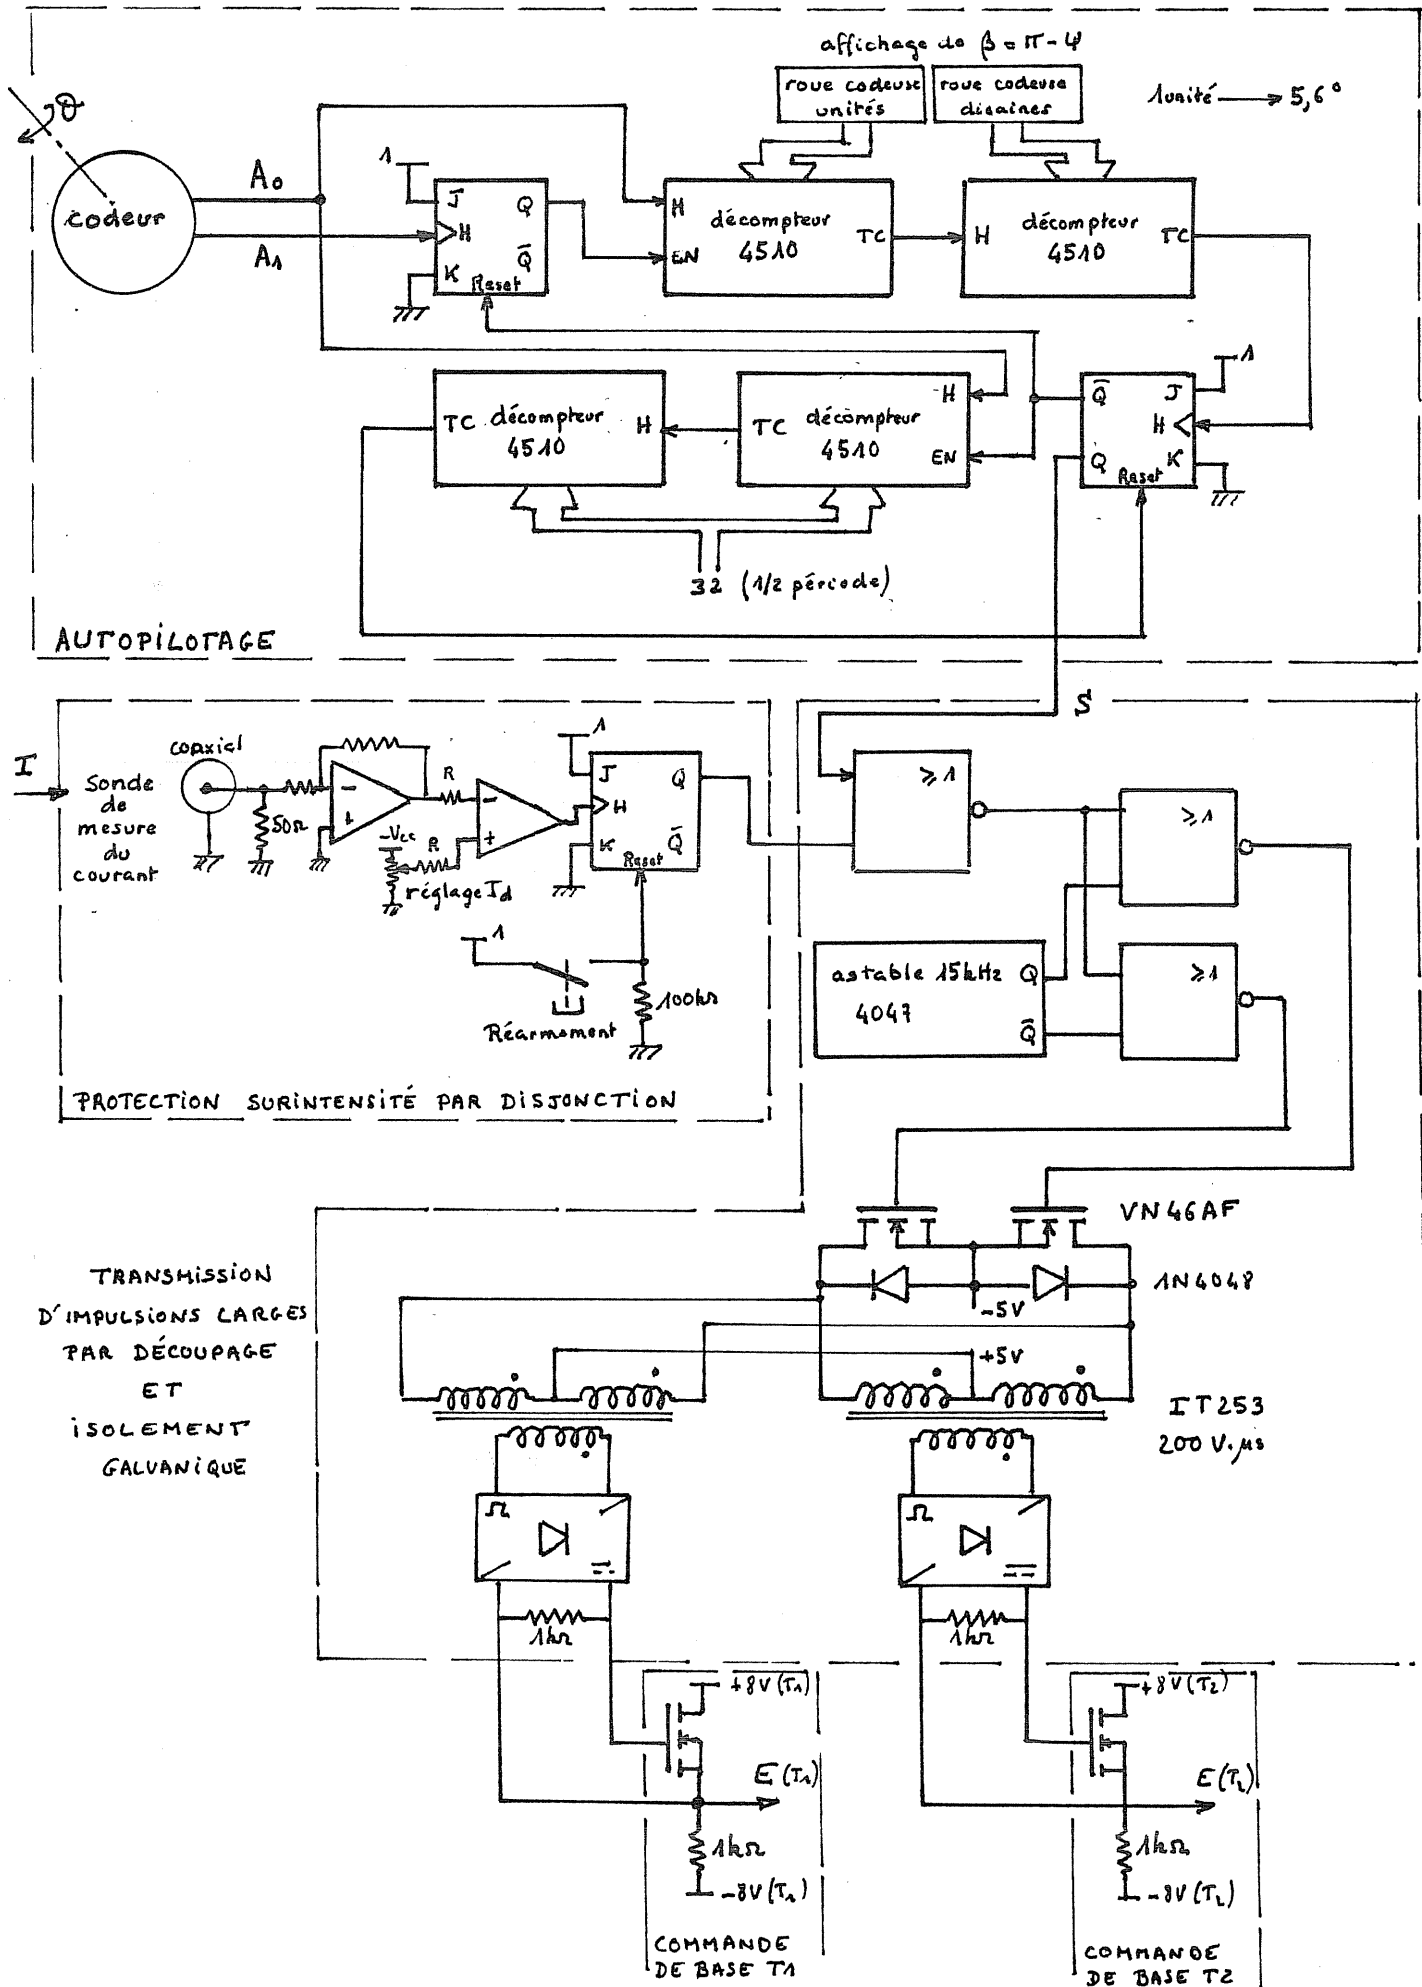 affichage de β = π - Ψ
roue codeuse unités
roue codeuse dizaines
1 unité → 5,6°
θ
codeur
A0
A1
1
J
H
K
Q
Q̄
Reset
H
EN
décompteur
4510
TC
H
décompteur
4510
TC
TC
décompteur
4510
H
TC
décompteur
4510
H
EN
Q̄
Q
J
H
K
Reset
1
32 (1/2 période)
AUTOPILOTAGE
S
I
Sonde
de
mesure
du
courant
coaxial
50Ω
-
+
R
-Vcc
R
réglage Id
-
+
1
J
H
K
Q
Q̄
Reset
1
Réarmement
100kΩ
PROTECTION SURINTENSITÉ PAR DISJONCTION
≥1
≥1
≥1
astable 15kHz
4047
Q
Q̄
VN46AF
1N4048
-5V
+5V
TRANSMISSION
D'IMPULSIONS LARGES
PAR DÉCOUPAGE
ET
ISOLEMENT
GALVANIQUE
IT253
200 V.µs
1kΩ
1kΩ
+8V(T1)
E(T1)
1kΩ
-8V(T1)
COMMANDE
DE BASE T1
+8V(T2)
E(T2)
1kΩ
-8V(T2)
COMMANDE
DE BASE T2